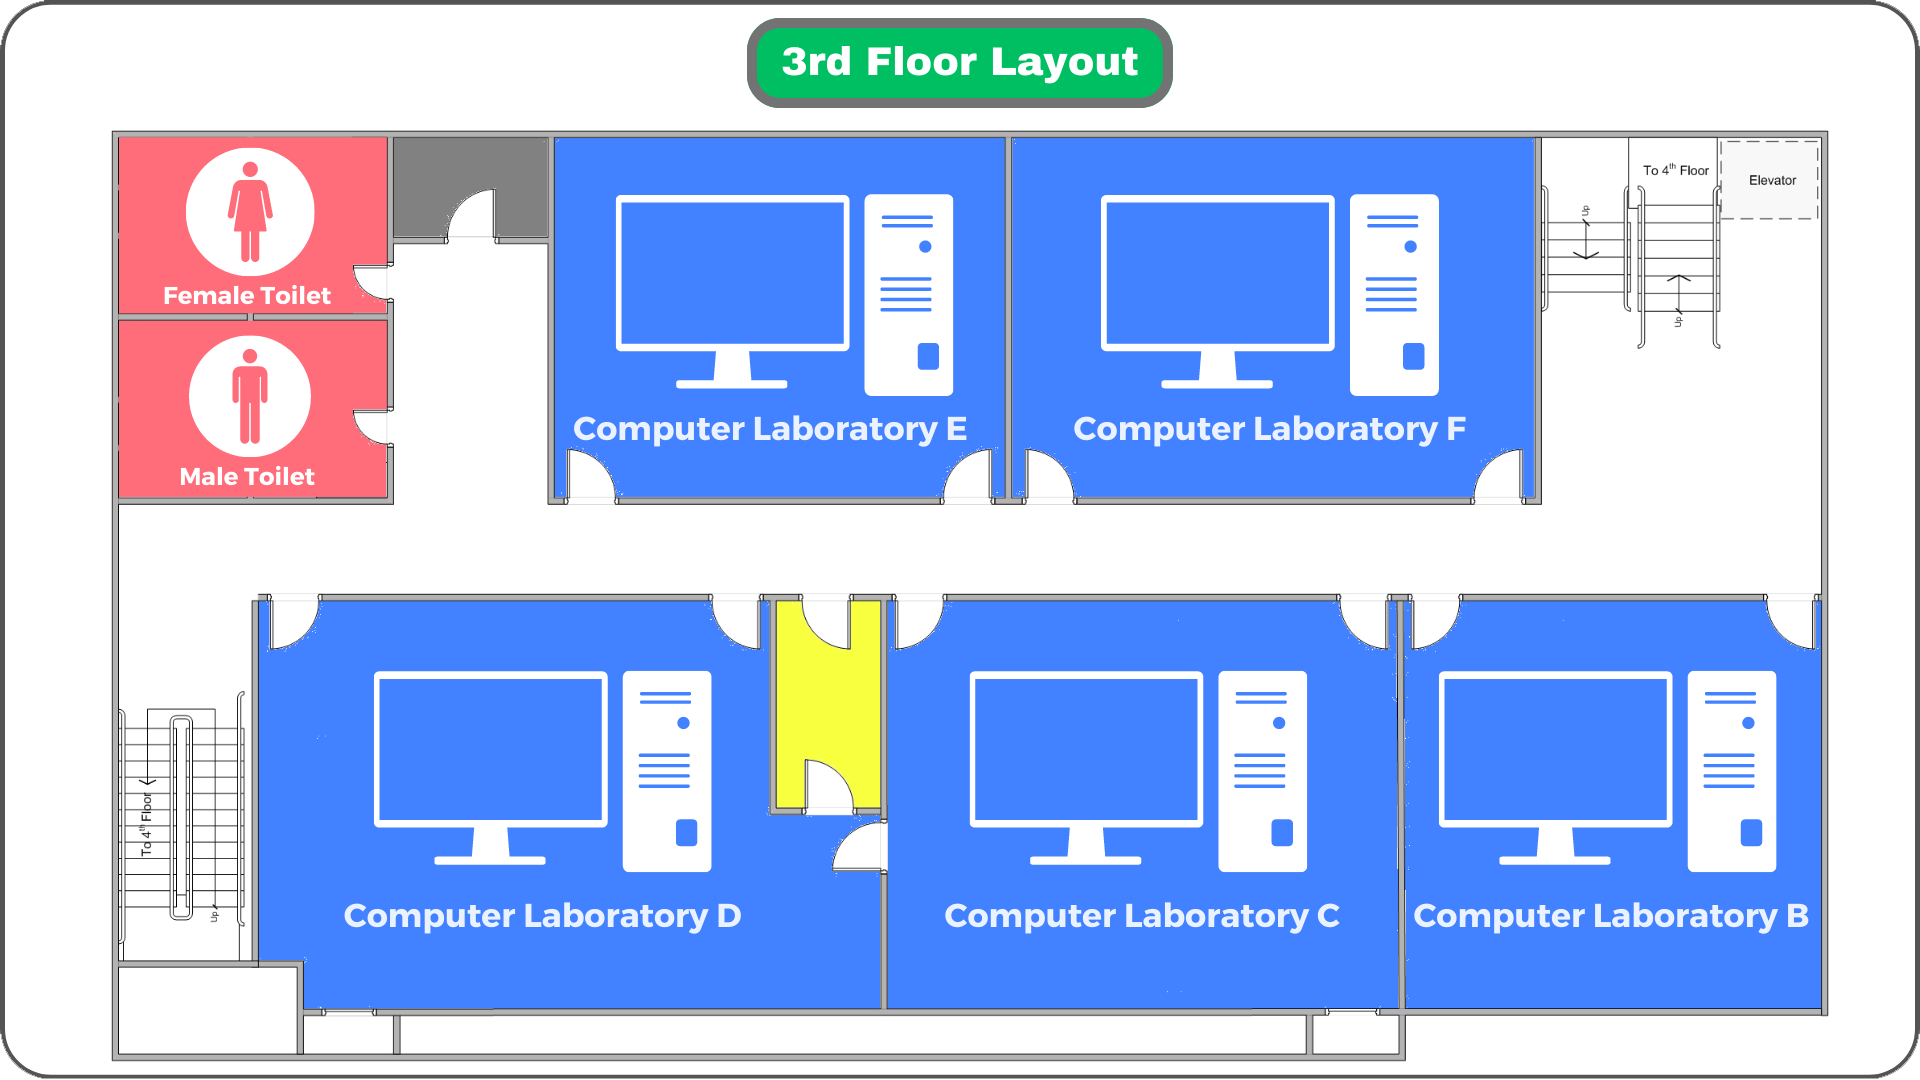 3rd Floor Layout
Female Toilet
Male Toilet
Computer Laboratory E
Computer Laboratory F
To 4th Floor
Elevator
Up
Up
To 4th Floor
Up
Computer Laboratory D
Computer Laboratory C
Computer Laboratory B